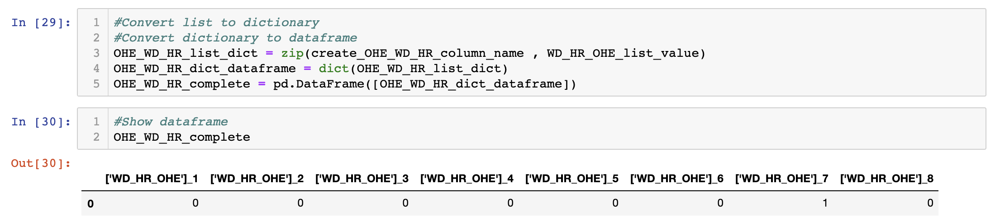 In [29]:
1 #Convert list to dictionary
2 #Convert dictionary to dataframe
3 OHE_WD_HR_list_dict = zip(create_OHE_WD_HR_column_name , WD_HR_OHE_list_value)
4 OHE_WD_HR_dict_dataframe = dict(OHE_WD_HR_list_dict)
5 OHE_WD_HR_complete = pd.DataFrame([OHE_WD_HR_dict_dataframe])
In [30]:
1 #Show dataframe
2 OHE_WD_HR_complete
Out[30]:
['WD_HR_OHE']_1 ['WD_HR_OHE']_2 ['WD_HR_OHE']_3 ['WD_HR_OHE']_4 ['WD_HR_OHE']_5 ['WD_HR_OHE']_6 ['WD_HR_OHE']_7 ['WD_HR_OHE']_8
0 0 0 0 0 0 0 1 0